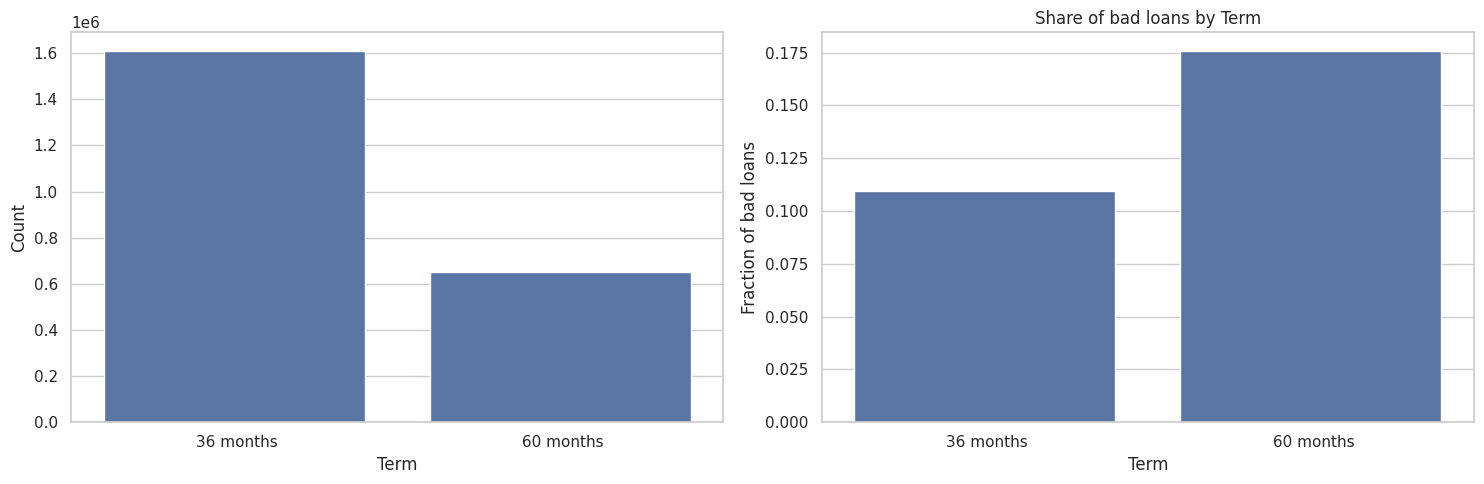 1e6
1.6
1.4
1.2
1.0
0.8
0.6
0.4
0.2
0.0
Count
36 months
60 months
Term
Share of bad loans by Term
0.175
0.150
0.125
0.100
0.075
0.050
0.025
0.000
Fraction of bad loans
36 months
60 months
Term